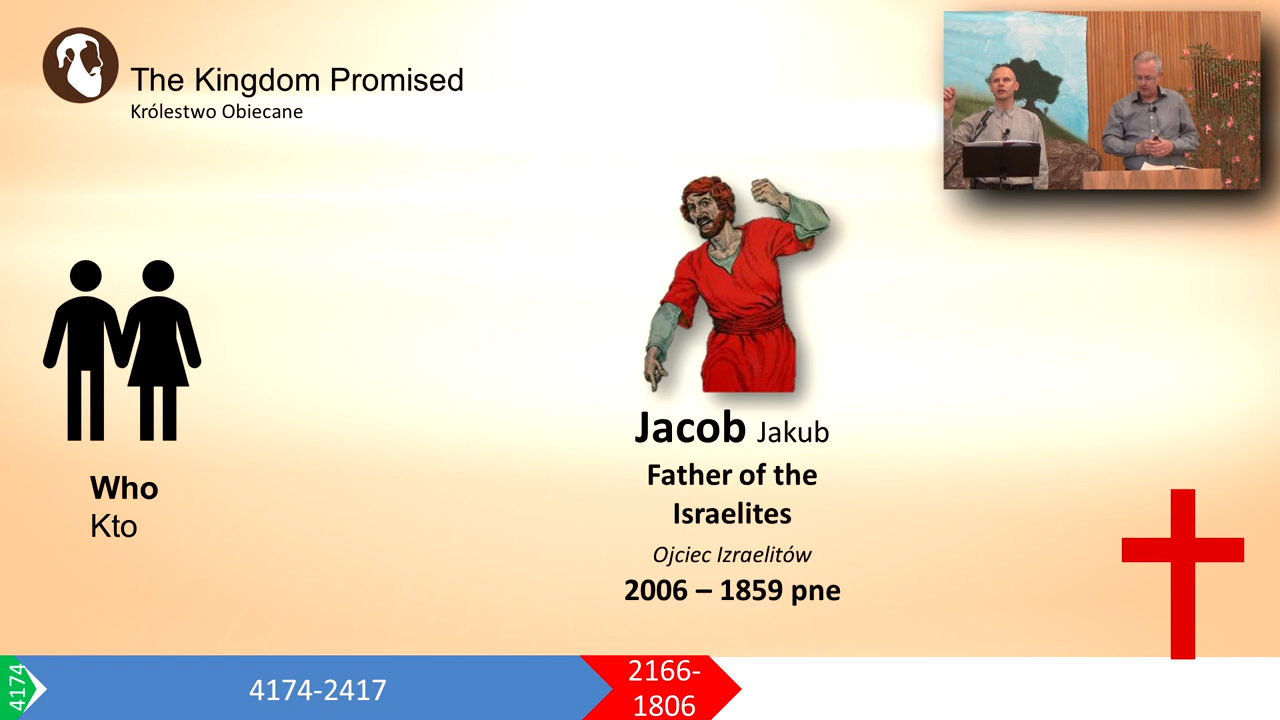 The Kingdom Promised
Królestwo Obiecane
Who
Kto
Jacob Jakub
Father of the
Israelites
Ojciec Izraelitów
2006 – 1859 pne
4174
4174-2417
2166-
1806